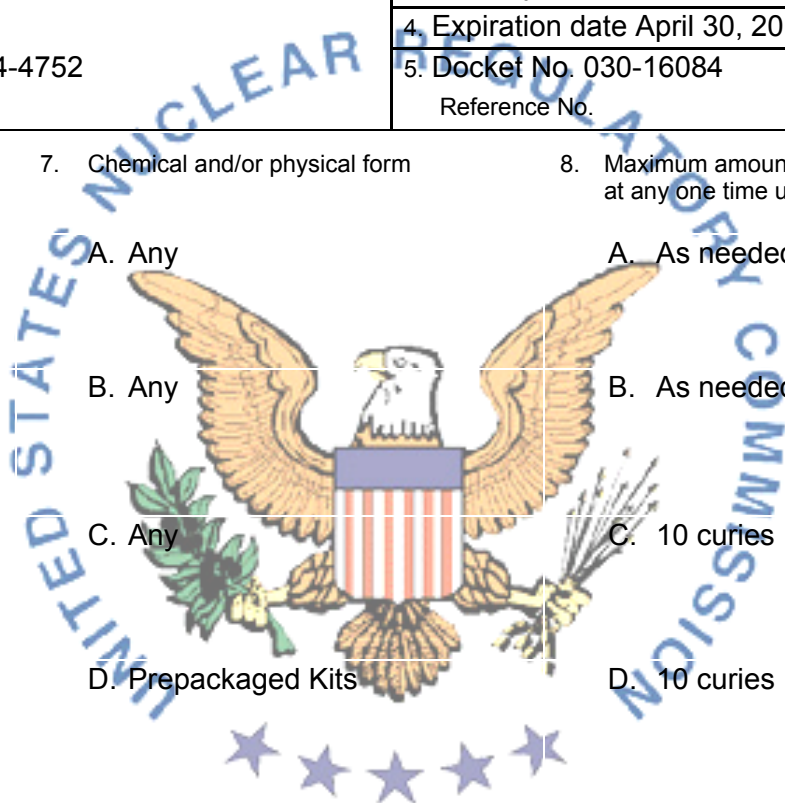 4. Expiration date April 30, 20
4-4752
5. Docket No. 030-16084
Reference No.
7. Chemical and/or physical form
8. Maximum amoun
at any one time u
A. Any
A. As needed
B. Any
B. As needed
C. Any
C. 10 curies
D. Prepackaged Kits
D. 10 curies
UNITED STATES NUCLEAR REGULATORY COMMISSION